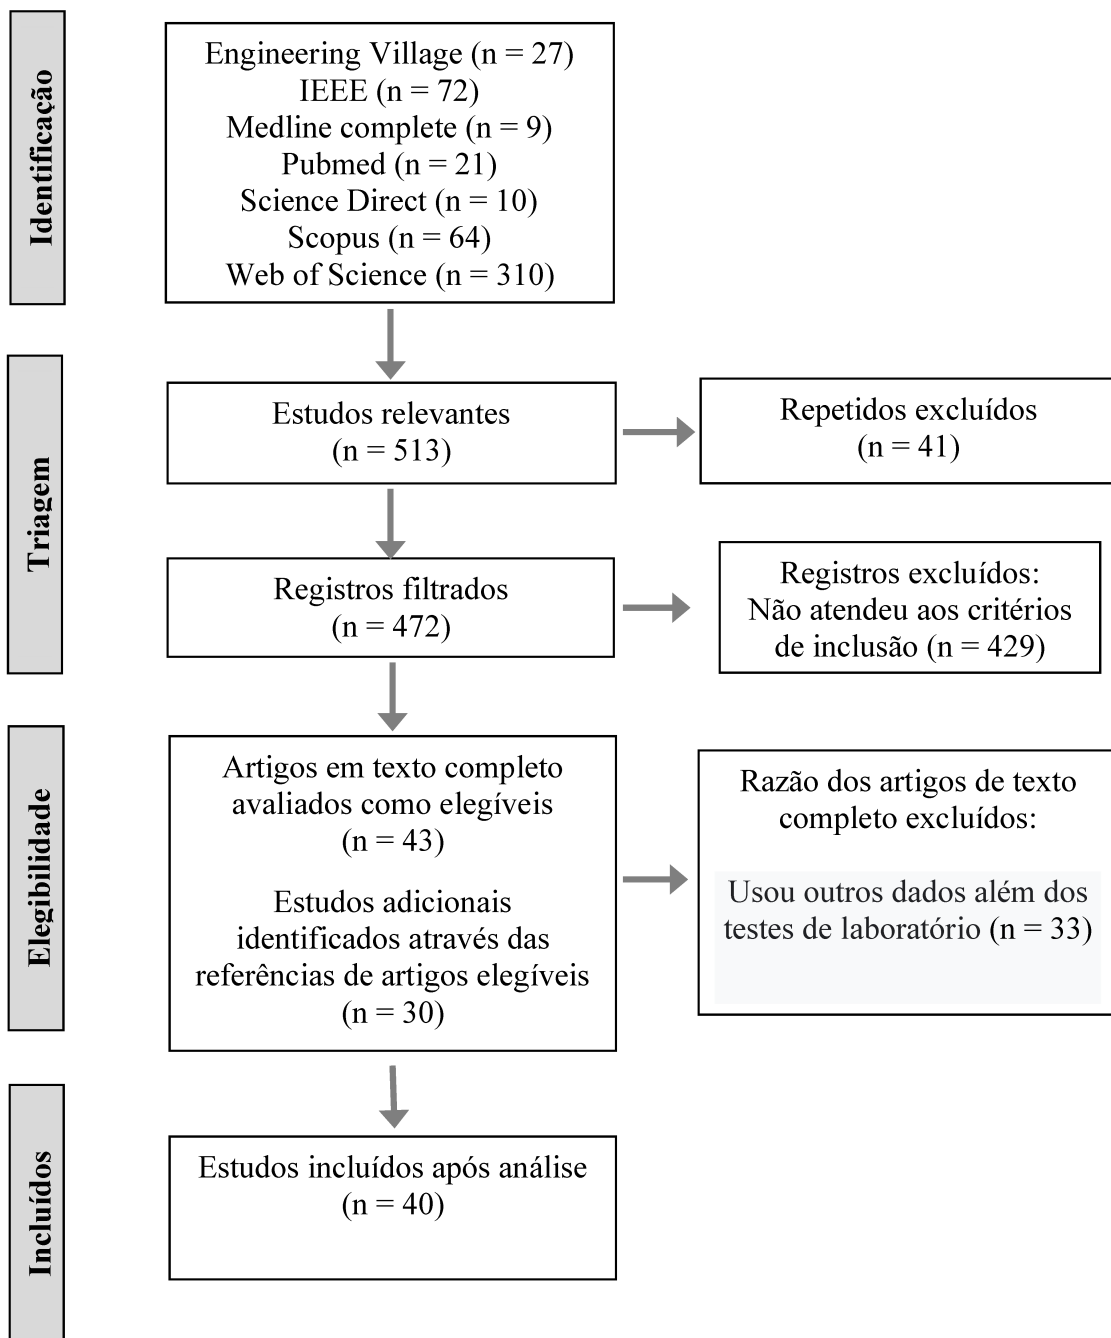 Identificação
Engineering Village (n = 27)
IEEE (n = 72)
Medline complete (n = 9)
Pubmed (n = 21)
Science Direct (n = 10)
Scopus (n = 64)
Web of Science (n = 310)
Triagem
Estudos relevantes
(n = 513)
Repetidos excluídos
(n = 41)
Registros filtrados
(n = 472)
Registros excluídos:
Não atendeu aos critérios
de inclusão (n = 429)
Elegibilidade
Artigos em texto completo
avaliados como elegíveis
(n = 43)
Estudos adicionais
identificados através das
referências de artigos elegíveis
(n = 30)
Razão dos artigos de texto
completo excluídos:
Usou outros dados além dos
testes de laboratório (n = 33)
Incluídos
Estudos incluídos após análise
(n = 40)